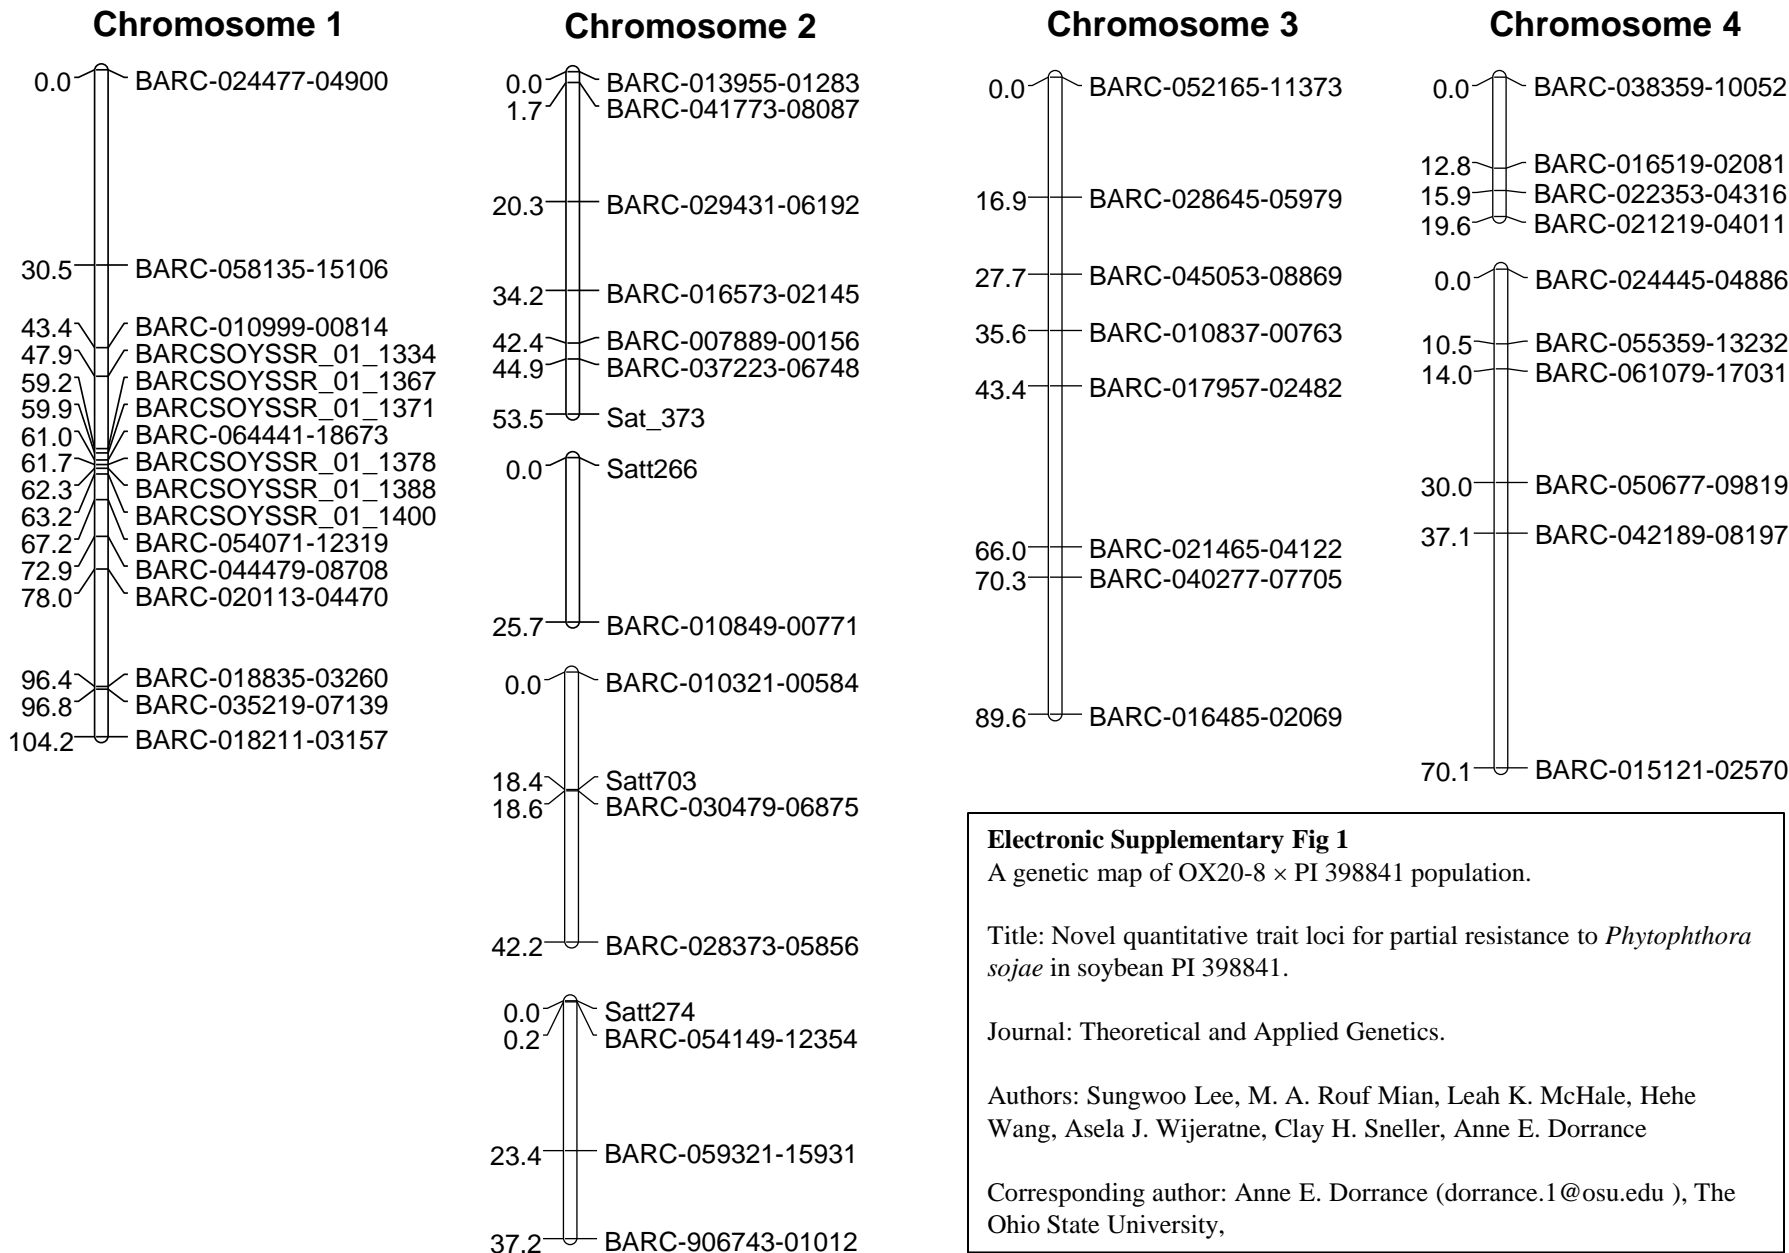 Chromosome 1
0.0 BARC-024477-04900
30.5 BARC-058135-15106
43.4 BARC-010999-00814
47.9 BARCSOYSSR_01_1334
59.2 BARCSOYSSR_01_1367
59.9 BARCSOYSSR_01_1371
61.0 BARC-064441-18673
61.7 BARCSOYSSR_01_1378
62.3 BARCSOYSSR_01_1388
63.2 BARCSOYSSR_01_1400
67.2 BARC-054071-12319
72.9 BARC-044479-08708
78.0 BARC-020113-04470
96.4 BARC-018835-03260
96.8 BARC-035219-07139
104.2 BARC-018211-03157
Chromosome 2
0.0 BARC-013955-01283
1.7 BARC-041773-08087
20.3 BARC-029431-06192
34.2 BARC-016573-02145
42.4 BARC-007889-00156
44.9 BARC-037223-06748
53.5 Sat_373
0.0 Satt266
25.7 BARC-010849-00771
0.0 BARC-010321-00584
18.4 Satt703
18.6 BARC-030479-06875
42.2 BARC-028373-05856
0.0 Satt274
0.2 BARC-054149-12354
23.4 BARC-059321-15931
37.2 BARC-906743-01012
Chromosome 3
0.0 BARC-052165-11373
16.9 BARC-028645-05979
27.7 BARC-045053-08869
35.6 BARC-010837-00763
43.4 BARC-017957-02482
66.0 BARC-021465-04122
70.3 BARC-040277-07705
89.6 BARC-016485-02069
Chromosome 4
0.0 BARC-038359-10052
12.8 BARC-016519-02081
15.9 BARC-022353-04316
19.6 BARC-021219-04011
0.0 BARC-024445-04886
10.5 BARC-055359-13232
14.0 BARC-061079-17031
30.0 BARC-050677-09819
37.1 BARC-042189-08197
70.1 BARC-015121-02570
Electronic Supplementary Fig 1
A genetic map of OX20-8 × PI 398841 population.
Title: Novel quantitative trait loci for partial resistance to Phytophthora
sojae in soybean PI 398841.
Journal: Theoretical and Applied Genetics.
Authors: Sungwoo Lee, M. A. Rouf Mian, Leah K. McHale, Hehe
Wang, Asela J. Wijeratne, Clay H. Sneller, Anne E. Dorrance
Corresponding author: Anne E. Dorrance (dorrance.1@osu.edu ), The
Ohio State University,